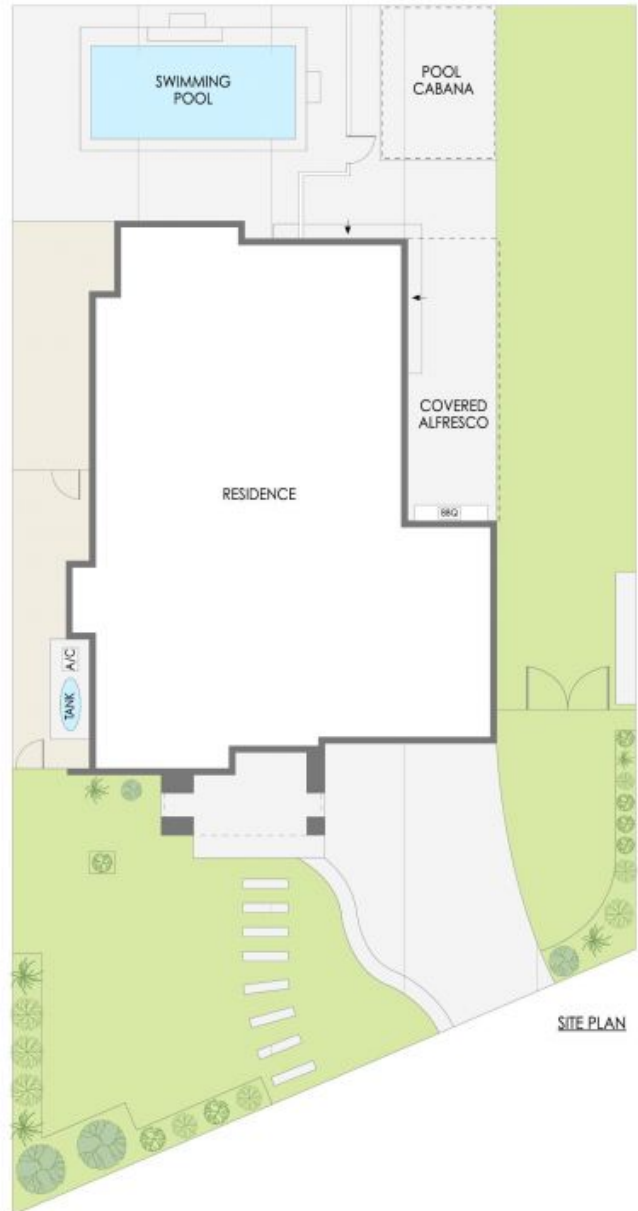 SWIMMING
POOL
POOL
CABANA
COVERED
ALFRESCO
RESIDENCE
BBQ
A/C
TANK
SITE PLAN